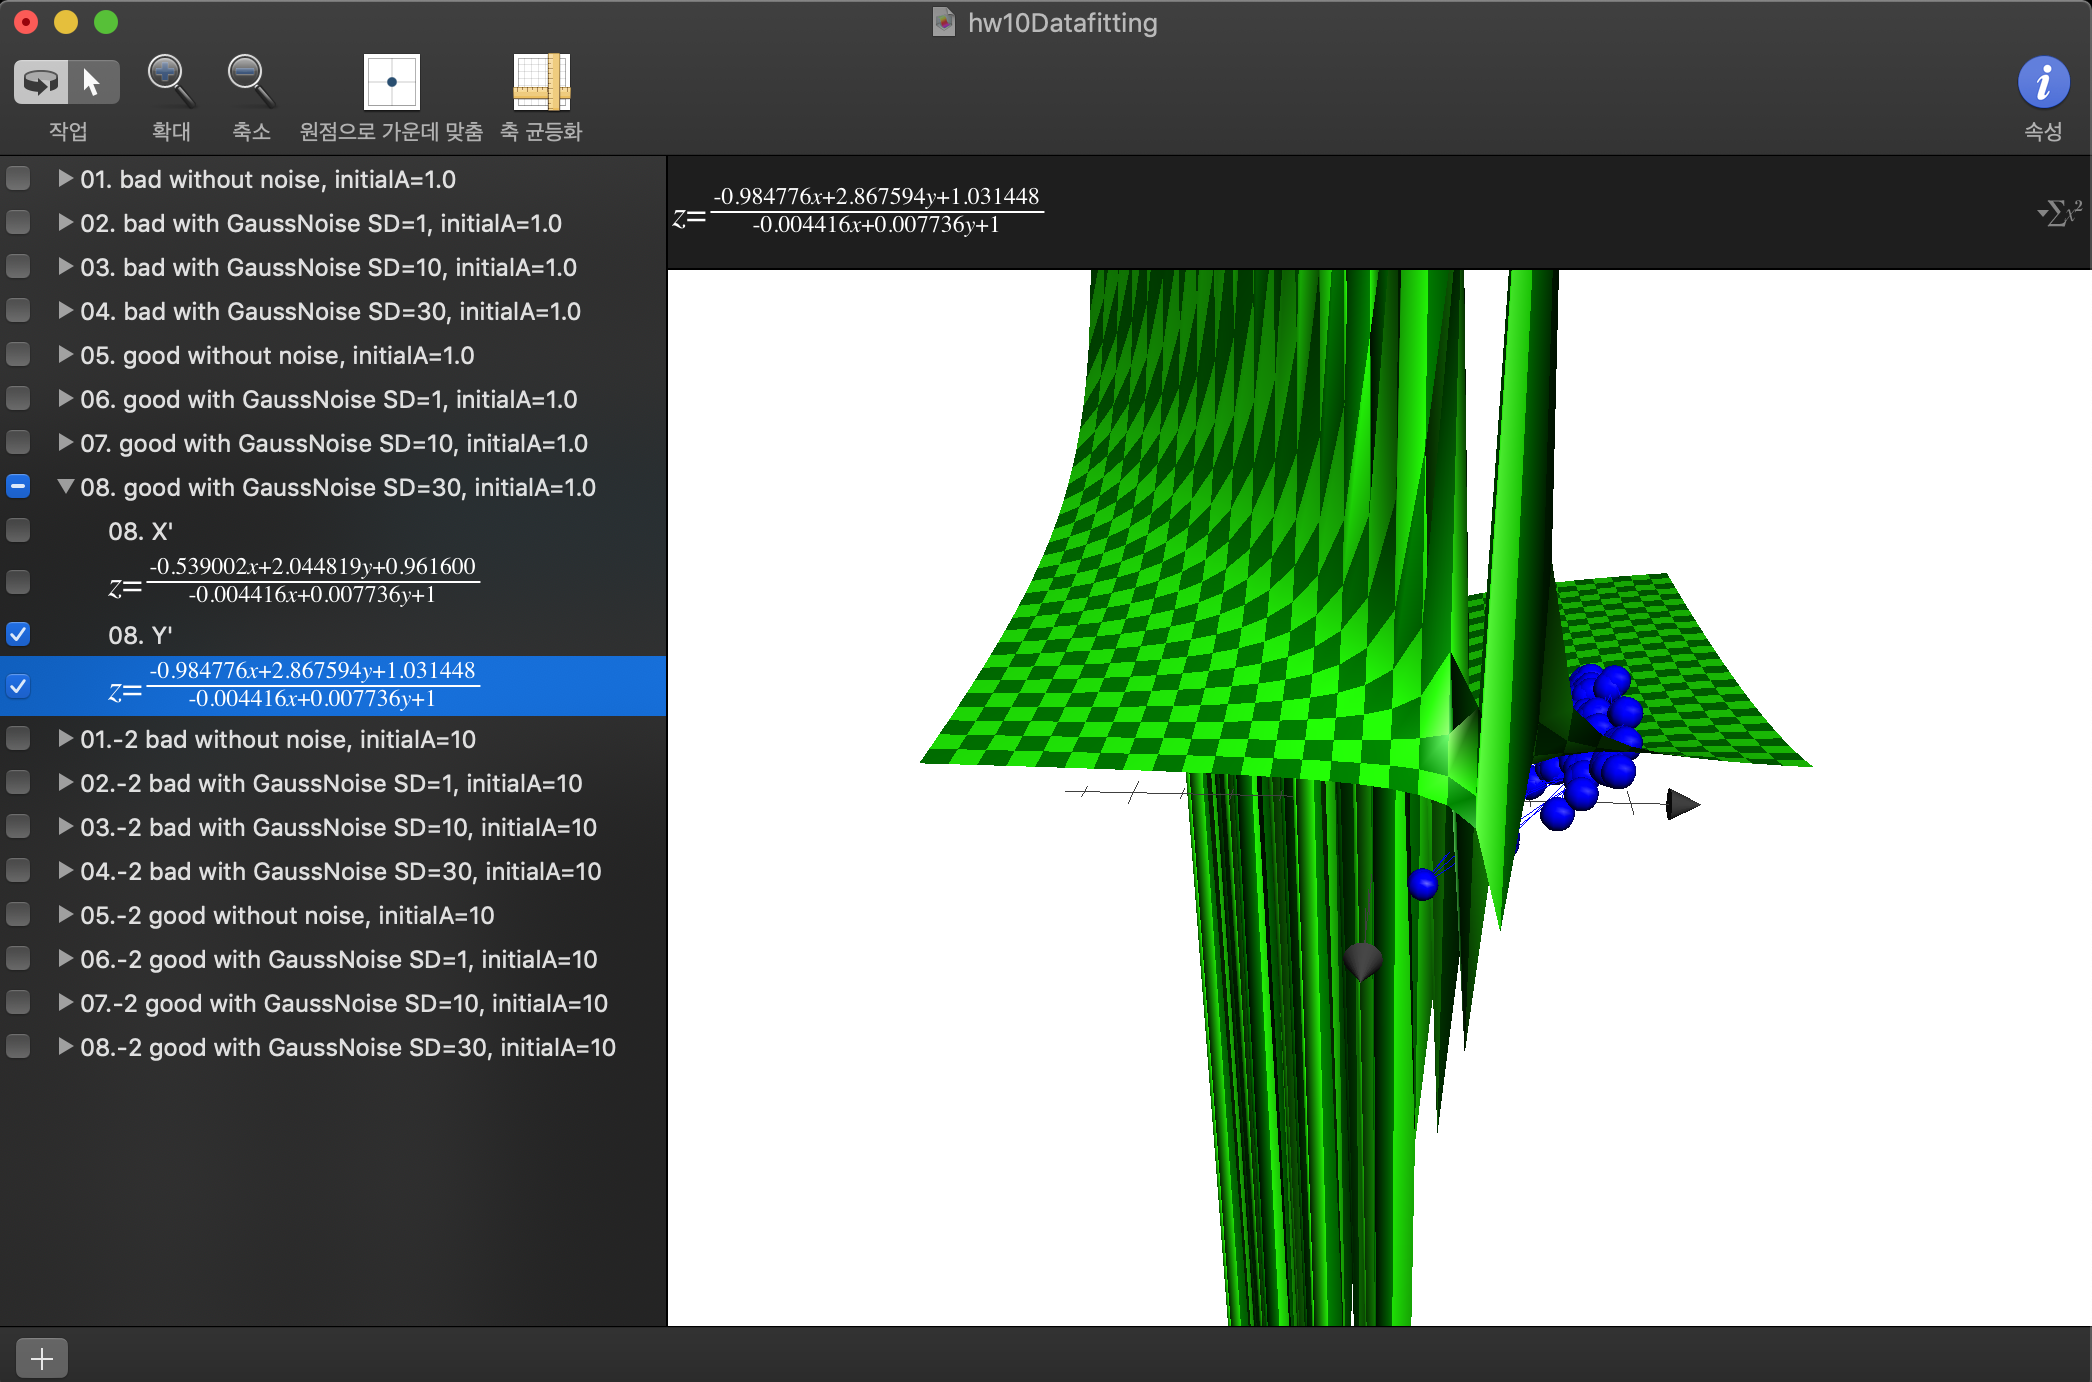 hw10Datafitting
작업
확대
축소
원점으로 가운데 맞춤
축 균등화
속성
01. bad without noise, initialA=1.0
02. bad with GaussNoise SD=1, initialA=1.0
03. bad with GaussNoise SD=10, initialA=1.0
04. bad with GaussNoise SD=30, initialA=1.0
05. good without noise, initialA=1.0
06. good with GaussNoise SD=1, initialA=1.0
07. good with GaussNoise SD=10, initialA=1.0
08. good with GaussNoise SD=30, initialA=1.0
08. X'
-0.539002x+2.044819y+0.961600
z=
-0.004416x+0.007736y+1
08. Y'
-0.984776x+2.867594y+1.031448
z=
-0.004416x+0.007736y+1
01.-2 bad without noise, initialA=10
02.-2 bad with GaussNoise SD=1, initialA=10
03.-2 bad with GaussNoise SD=10, initialA=10
04.-2 bad with GaussNoise SD=30, initialA=10
05.-2 good without noise, initialA=10
06.-2 good with GaussNoise SD=1, initialA=10
07.-2 good with GaussNoise SD=10, initialA=10
08.-2 good with GaussNoise SD=30, initialA=10
-0.984776x+2.867594y+1.031448
z=
-0.004416x+0.007736y+1
∑x²